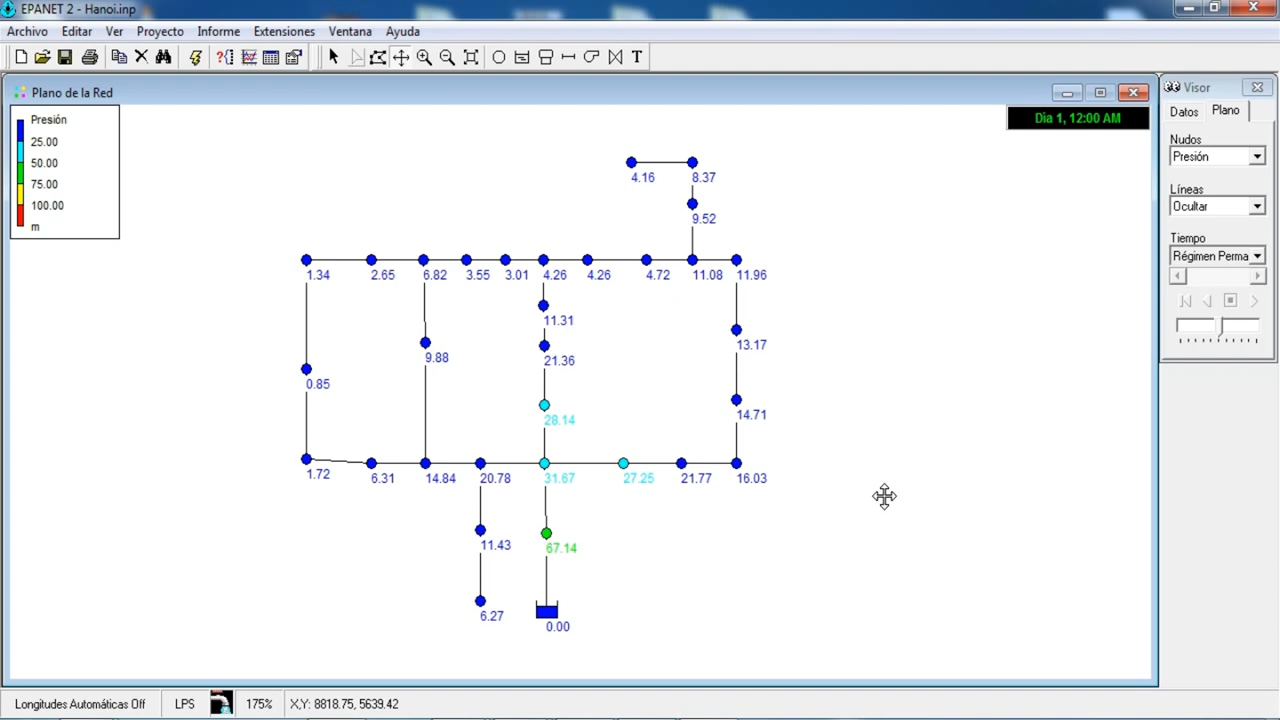 EPANET 2 - Hanoi.inp
Archivo Editar Ver Proyecto Informe Extensiones Ventana Ayuda
T
Plano de la Red
Presión
25.00
50.00
75.00
100.00
m
Día 1, 12:00 AM
4.16 8.37
9.52
1.34 2.65 6.82 3.55 3.01 4.26 4.26 4.72 11.08 11.96
11.31
13.17
9.88 21.36
0.85
14.71
28.14
1.72 6.31 14.84 20.78 31.67 27.25 21.77 16.03
11.43 67.14
6.27 0.00
Visor
Datos Plano
Nudos
Presión
Líneas
Ocultar
Tiempo
Régimen Perma
Longitudes Automáticas Off LPS 175% X,Y: 8818.75, 5639.42